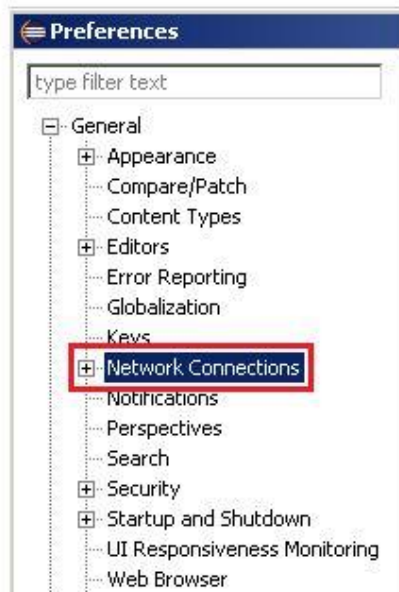 Preferences
type filter text
General
Appearance
Compare/Patch
Content Types
Editors
Error Reporting
Globalization
Keys
Network Connections
Notifications
Perspectives
Search
Security
Startup and Shutdown
UI Responsiveness Monitoring
Web Browser